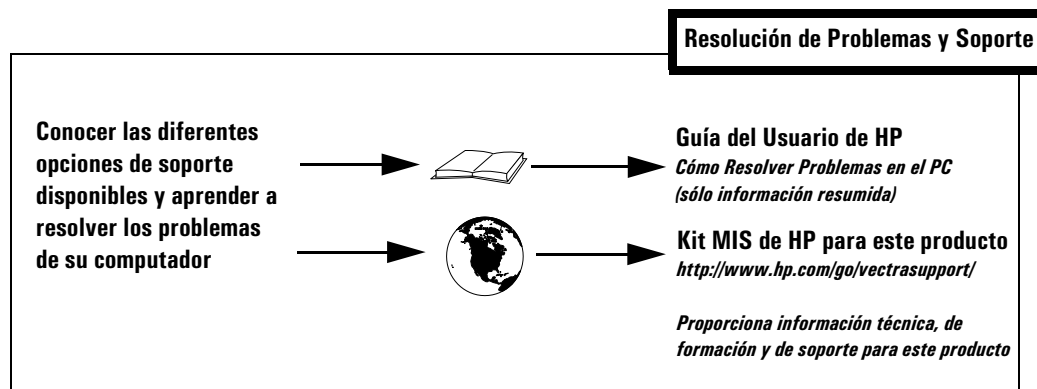 Resolución de Problemas y Soporte
Conocer las diferentes
opciones de soporte
disponibles y aprender a
resolver los problemas
de su computador
Guía del Usuario de HP
Cómo Resolver Problemas en el PC
(sólo información resumida)
Kit MIS de HP para este producto
http://www.hp.com/go/vectrasupport/
Proporciona información técnica, de
formación y de soporte para este producto